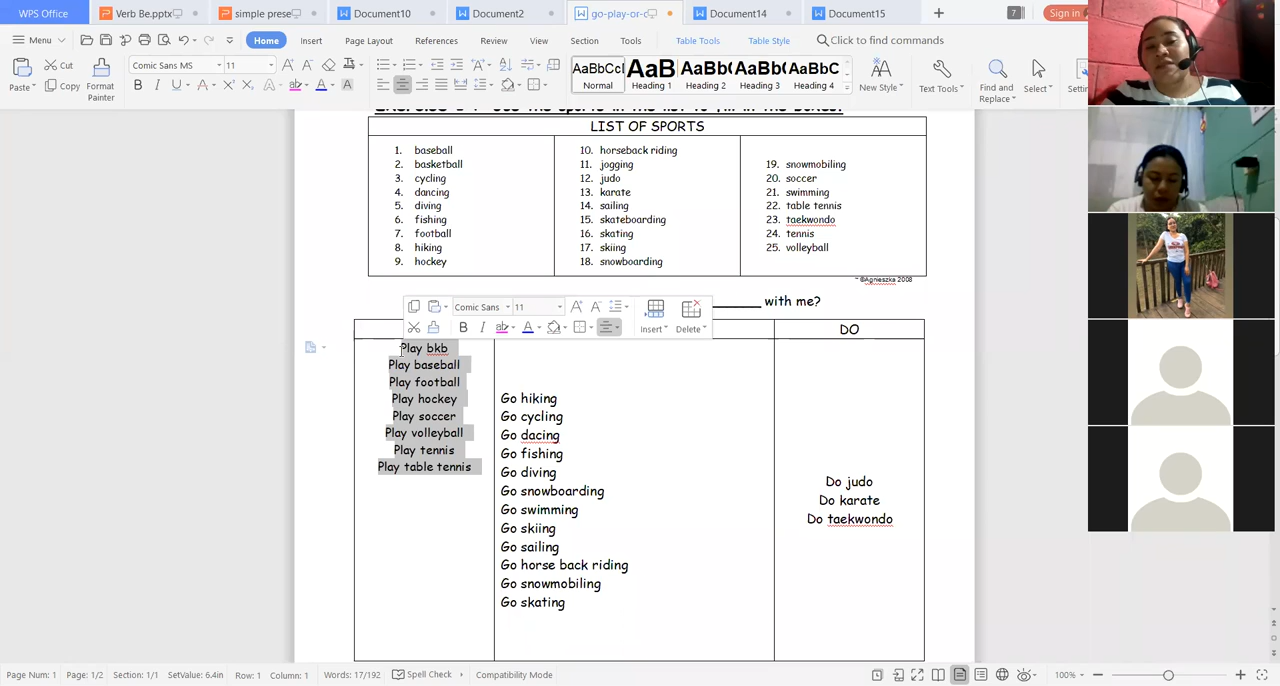 WPS Office
Verb Be.pptx
simple prese
Document10
Document2
go-play-or-c
Document14
Document15
7
Sign in
Menu
Home
Insert
Page Layout
References
Review
View
Section
Tools
Table Tools
Table Style
Click to find commands
Paste
Cut
Copy
Format Painter
Comic Sans MS
11
AaBbCcI
Normal
AaB
Heading 1
AaBb(
Heading 2
AaBb(
Heading 3
AaBbC
Heading 4
New Style
Text Tools
Find and Replace
Select
LIST OF SPORTS
1. baseball
2. basketball
3. cycling
4. dancing
5. diving
6. fishing
7. football
8. hiking
9. hockey
10. horseback riding
11. jogging
12. judo
13. karate
14. sailing
15. skateboarding
16. skating
17. skiing
18. snowboarding
19. snowmobiling
20. soccer
21. swimming
22. table tennis
23. taekwondo
24. tennis
25. volleyball
©Agnieszka 2008
with me?
Comic Sans
11
Insert
Delete
DO
Play bkb
Play baseball
Play football
Play hockey
Play soccer
Play volleyball
Play tennis
Play table tennis
Go hiking
Go cycling
Go dacing
Go fishing
Go diving
Go snowboarding
Go swimming
Go skiing
Go sailing
Go horse back riding
Go snowmobiling
Go skating
Do judo
Do karate
Do taekwondo
Page Num: 1
Page: 1/2
Section: 1/1
SetValue: 6.4in
Row: 1
Column: 1
Words: 17/192
Spell Check
Compatibility Mode
100%